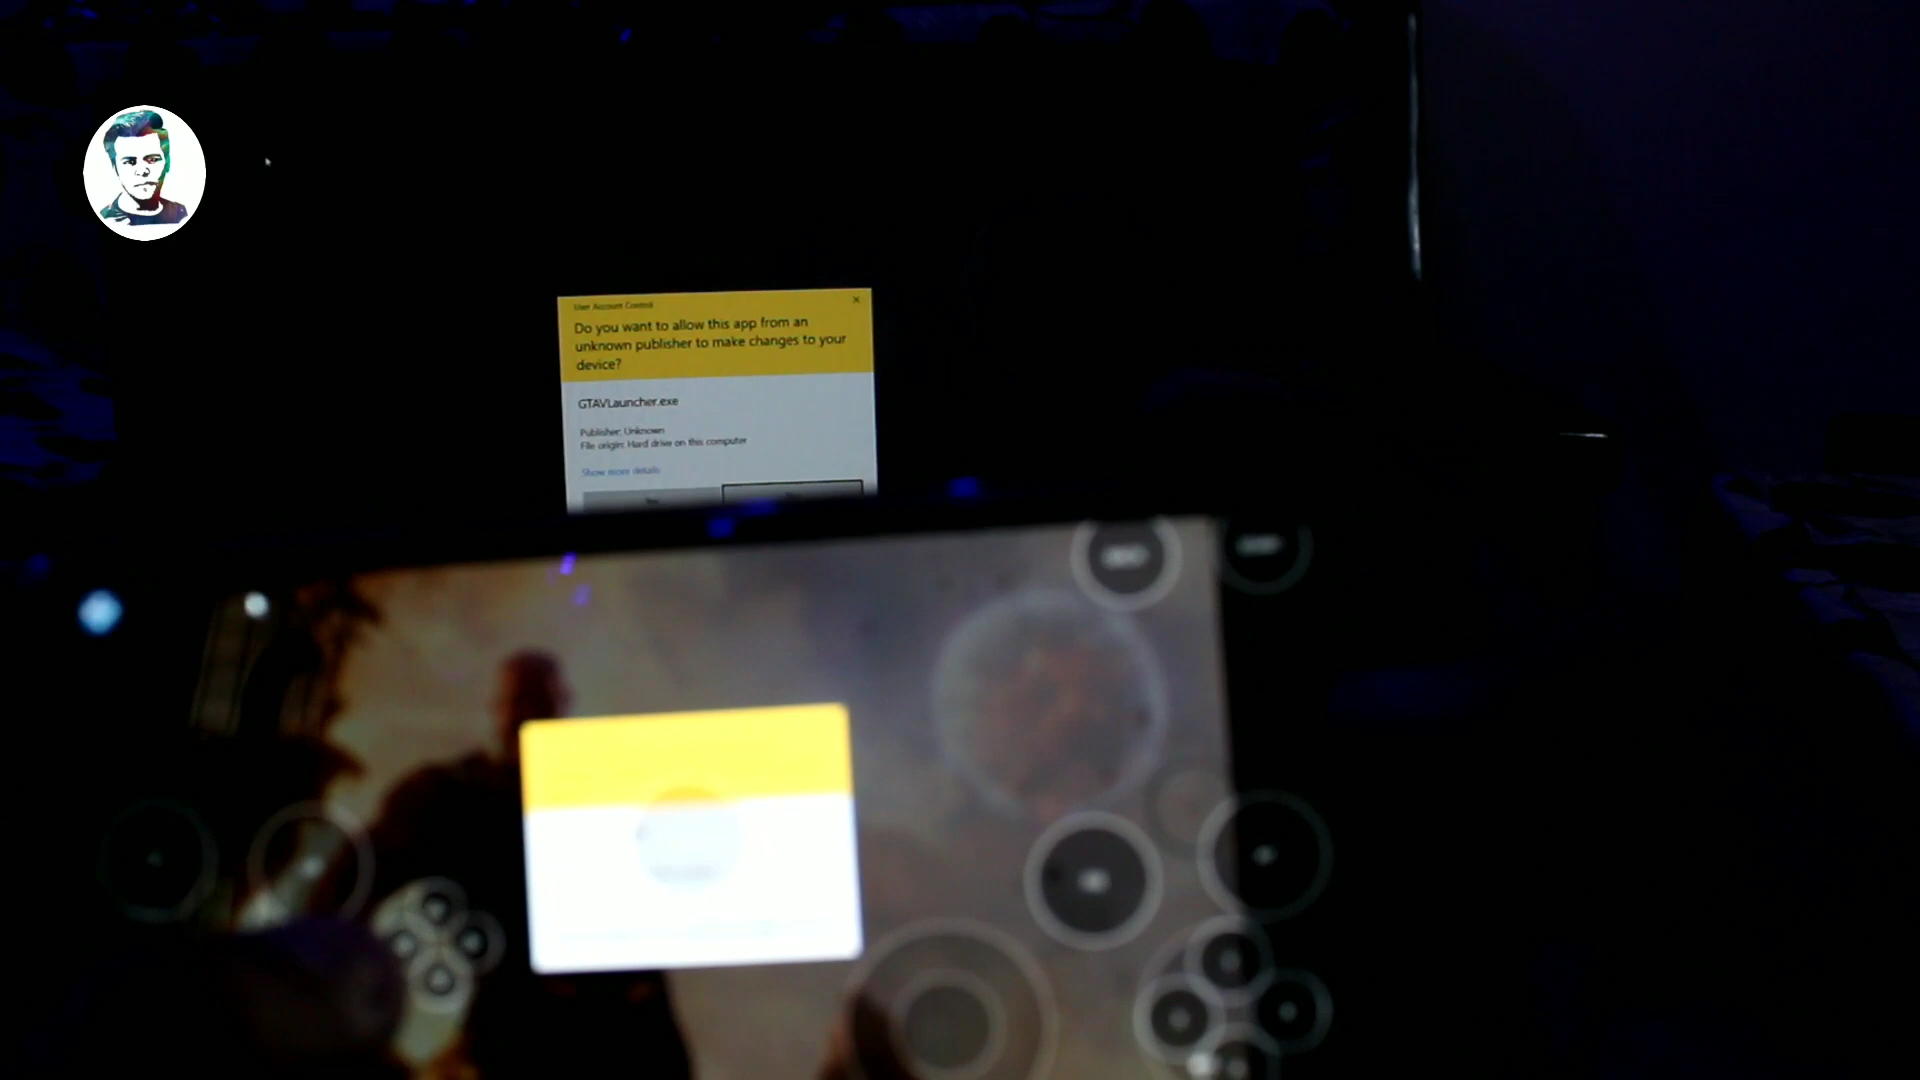 User Account Control
Do you want to allow this app from an
unknown publisher to make changes to your
device?
GTAVLauncher.exe
Publisher: Unknown
File origin: Hard drive on this computer
Show more details